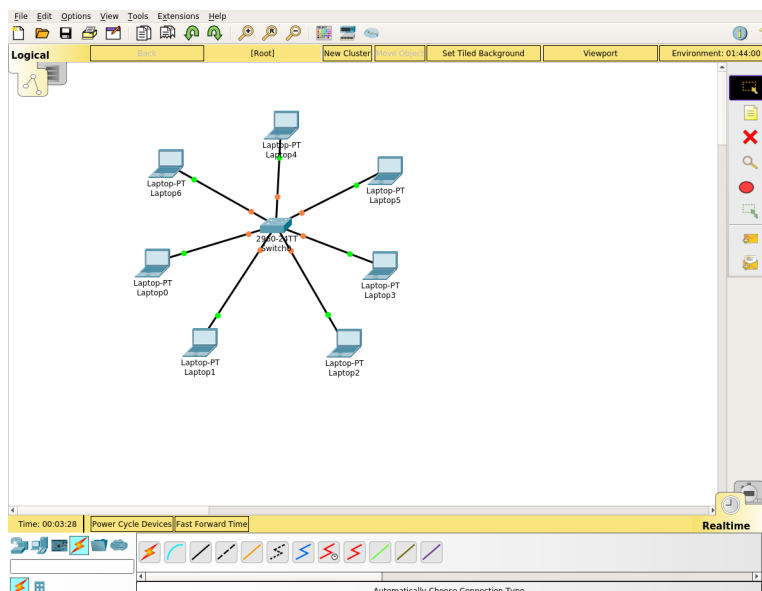 File Edit Options View Tools Extensions Help
Logical Back [Root] New Cluster Move Object Set Tiled Background Viewport Environment: 01:44:00
Laptop-PT
Laptop4
Laptop-PT
Laptop6
Laptop-PT
Laptop5
2960-24TT
Switch0
Laptop-PT
Laptop0
Laptop-PT
Laptop3
Laptop-PT
Laptop1
Laptop-PT
Laptop2
Time: 00:03:28 Power Cycle Devices Fast Forward Time
Realtime
Automatically Choose Connection Type